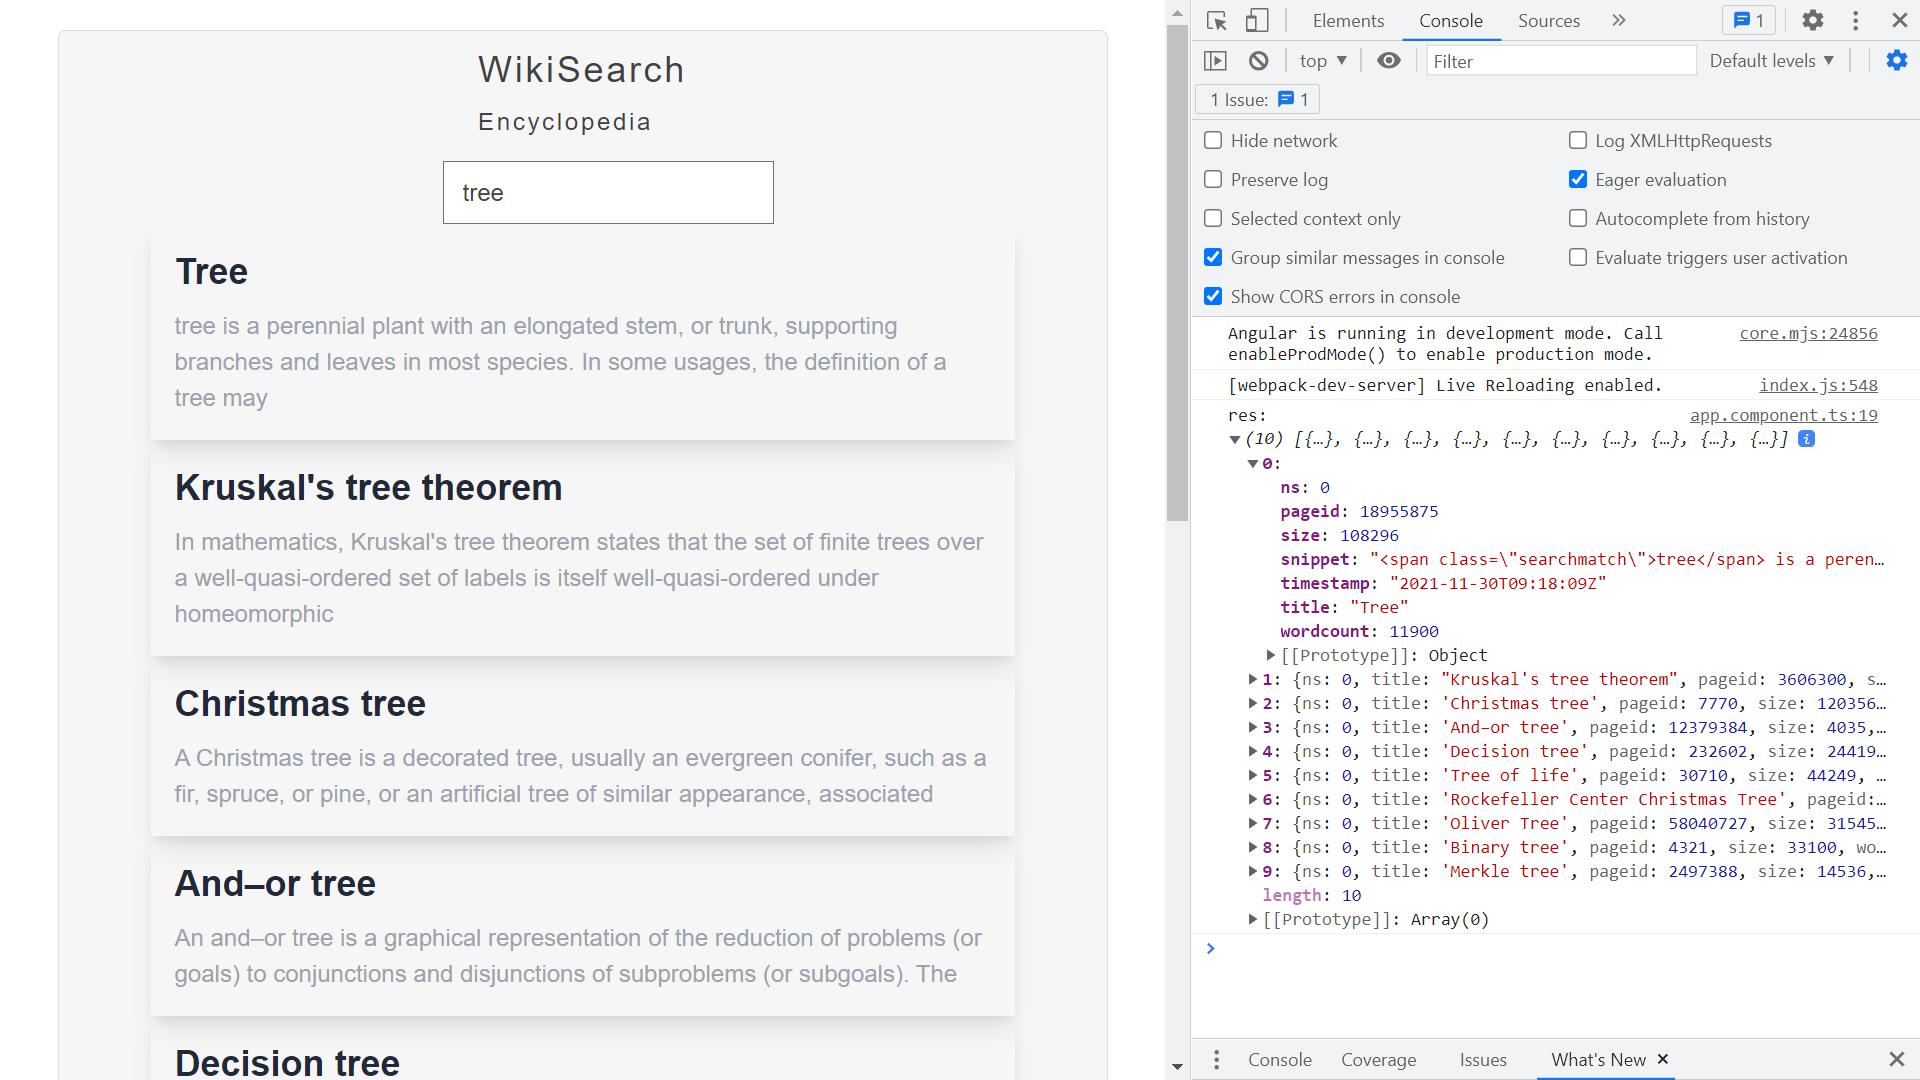 WikiSearch
Encyclopedia
tree
Tree
tree is a perennial plant with an elongated stem, or trunk, supporting
branches and leaves in most species. In some usages, the definition of a
tree may
Kruskal's tree theorem
In mathematics, Kruskal's tree theorem states that the set of finite trees over
a well-quasi-ordered set of labels is itself well-quasi-ordered under
homeomorphic
Christmas tree
A Christmas tree is a decorated tree, usually an evergreen conifer, such as a
fir, spruce, or pine, or an artificial tree of similar appearance, associated
And–or tree
An and–or tree is a graphical representation of the reduction of problems (or
goals) to conjunctions and disjunctions of subproblems (or subgoals). The
Decision tree
Elements Console Sources » 1
top ▼ Filter Default levels ▼
1 Issue: 1
Hide network Log XMLHttpRequests
Preserve log Eager evaluation
Selected context only Autocomplete from history
Group similar messages in console Evaluate triggers user activation
Show CORS errors in console
Angular is running in development mode. Call core.mjs:24856
enableProdMode() to enable production mode.
[webpack-dev-server] Live Reloading enabled. index.js:548
res: app.component.ts:19
▼(10) [{…}, {…}, {…}, {…}, {…}, {…}, {…}, {…}, {…}, {…}] i
▼0:
ns: 0
pageid: 18955875
size: 108296
snippet: "<span class=\"searchmatch\">tree</span> is a peren…
timestamp: "2021-11-30T09:18:09Z"
title: "Tree"
wordcount: 11900
▶[[Prototype]]: Object
▶1: {ns: 0, title: "Kruskal's tree theorem", pageid: 3606300, s…
▶2: {ns: 0, title: 'Christmas tree', pageid: 7770, size: 120356…
▶3: {ns: 0, title: 'And–or tree', pageid: 12379384, size: 4035,…
▶4: {ns: 0, title: 'Decision tree', pageid: 232602, size: 24419…
▶5: {ns: 0, title: 'Tree of life', pageid: 30710, size: 44249, …
▶6: {ns: 0, title: 'Rockefeller Center Christmas Tree', pageid:…
▶7: {ns: 0, title: 'Oliver Tree', pageid: 58040727, size: 31545…
▶8: {ns: 0, title: 'Binary tree', pageid: 4321, size: 33100, wo…
▶9: {ns: 0, title: 'Merkle tree', pageid: 2497388, size: 14536,…
length: 10
▶[[Prototype]]: Array(0)
Console Coverage Issues What's New ×